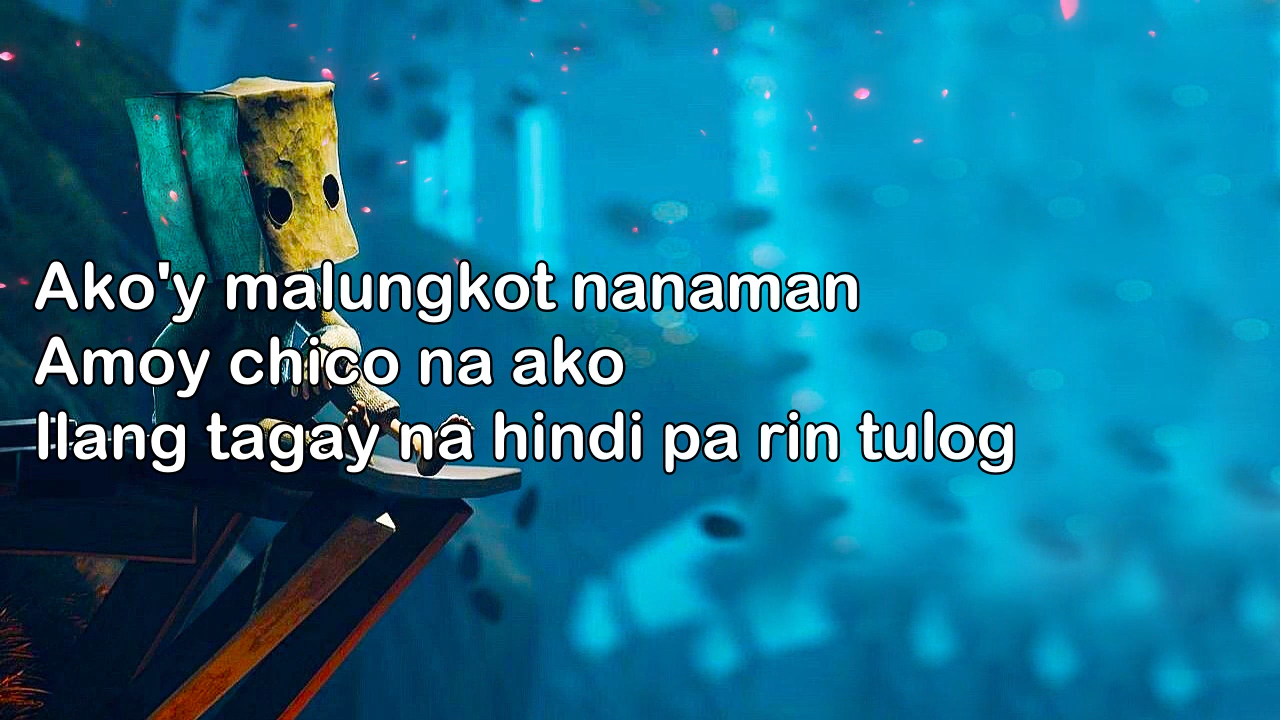 Ako'y malungkot nanaman
Amoy chico na ako
Ilang tagay na hindi pa rin tulog